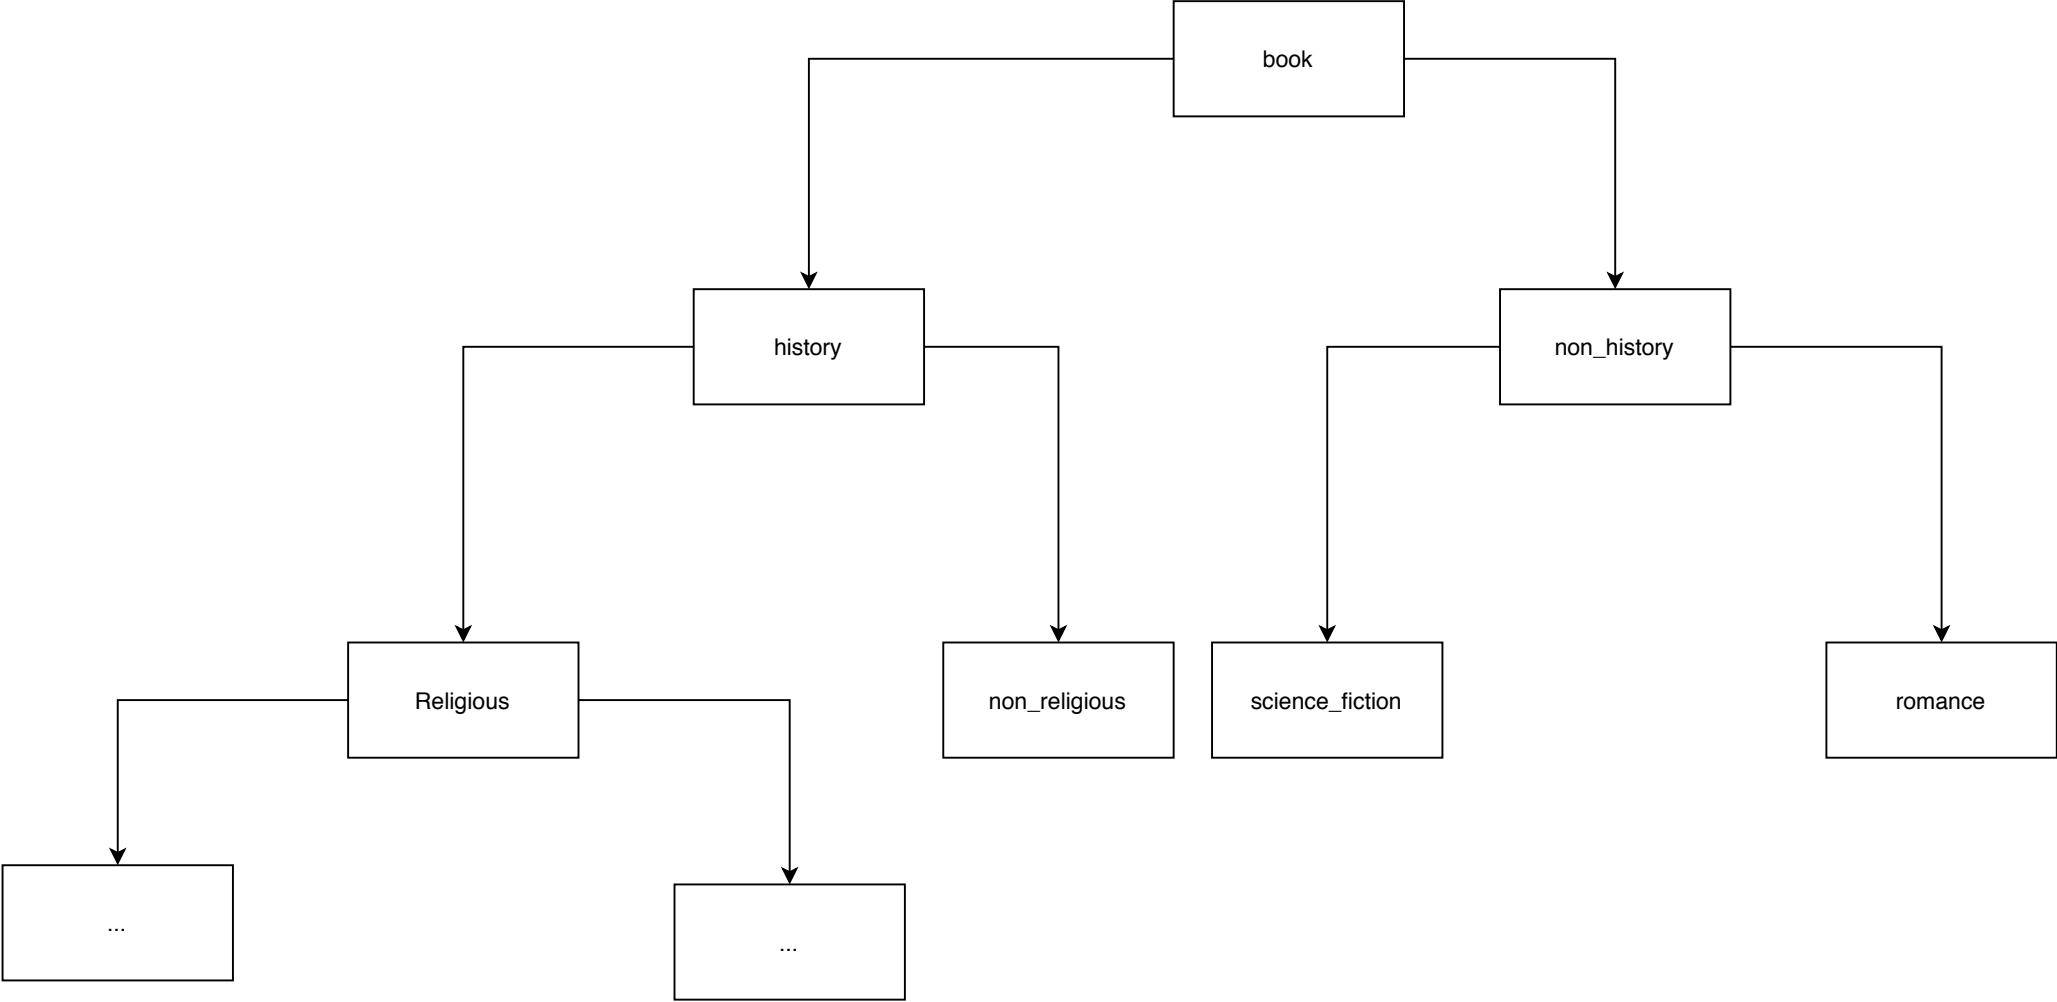 book
history
non_history
Religious
non_religious
science_fiction
romance
...
...